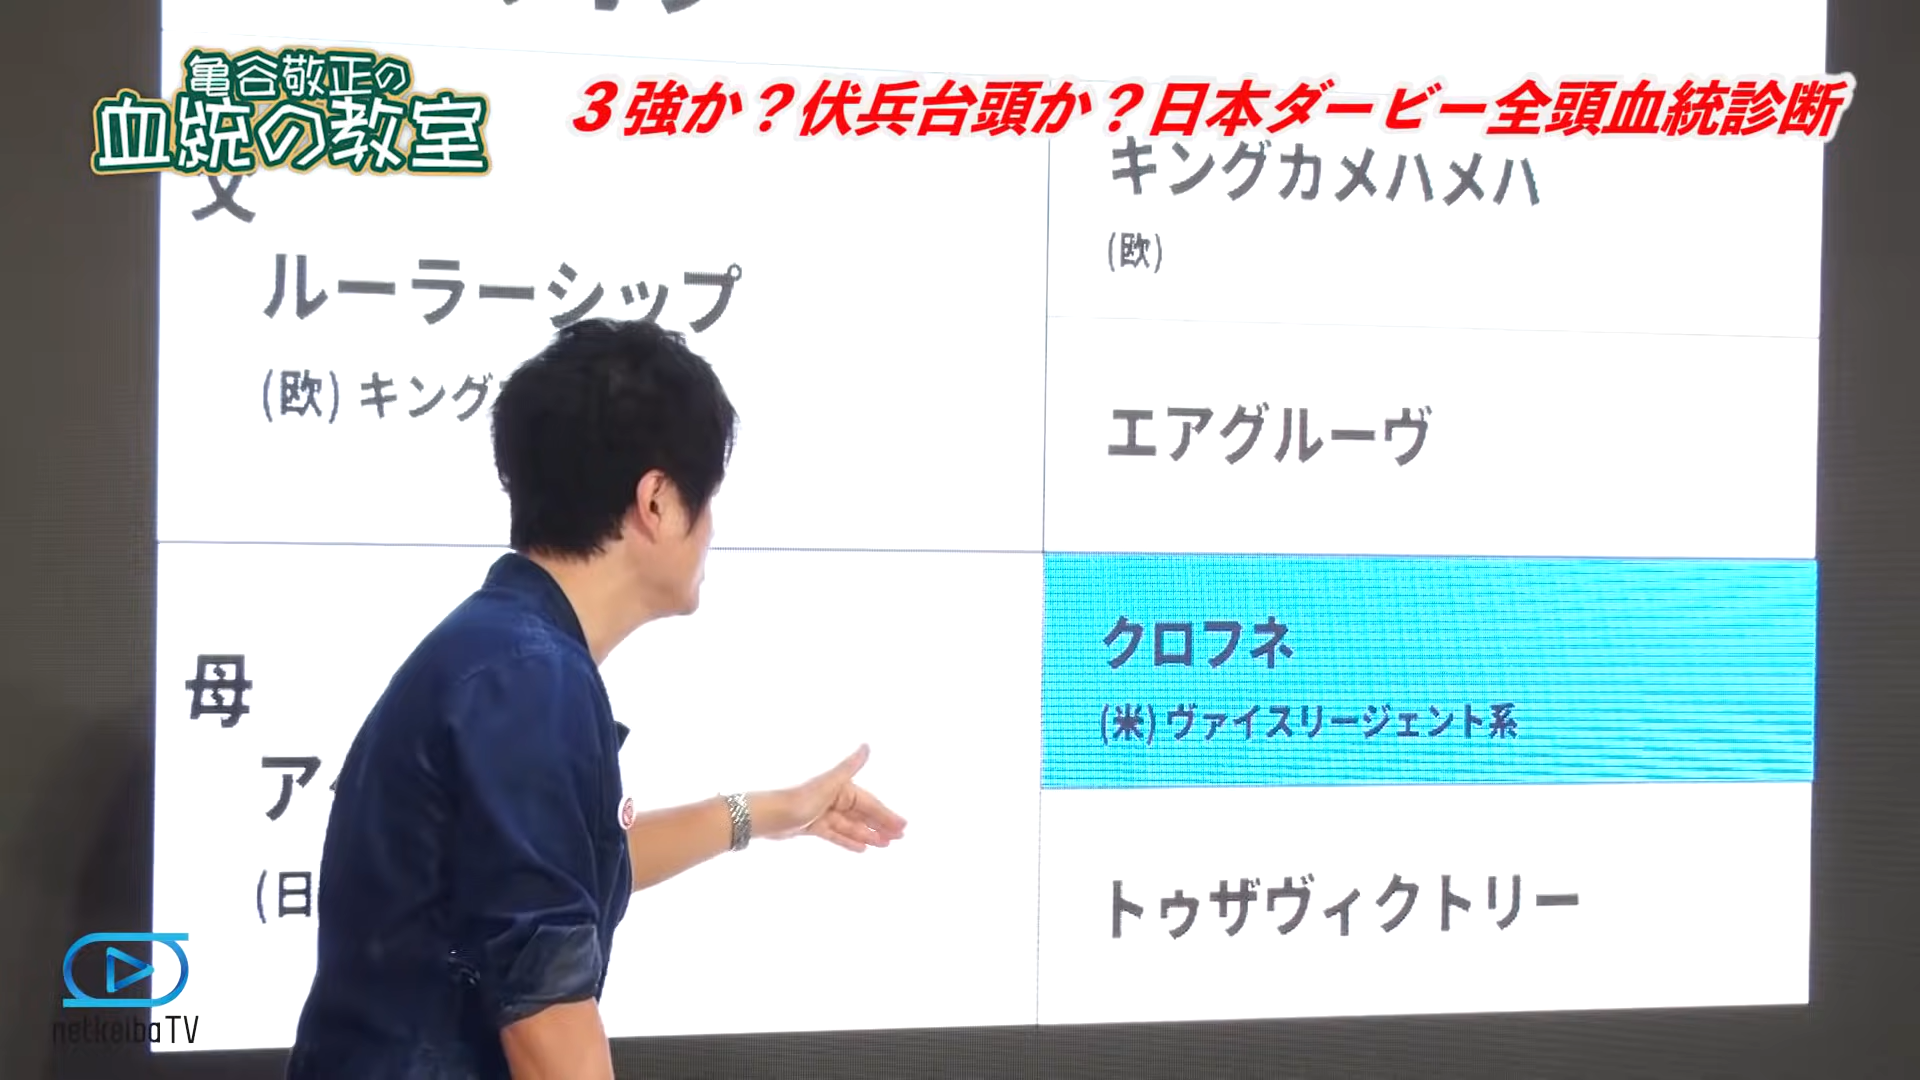 亀谷敬正の
血統の教室
３強か？伏兵台頭か？日本ダービー全頭血統診断
父
ルーラーシップ
(欧) キング
キングカメハメハ
(欧)
エアグルーヴ
母
ア
(日
クロフネ
(米) ヴァイスリージェント系
トゥザヴィクトリー
netkeibaTV